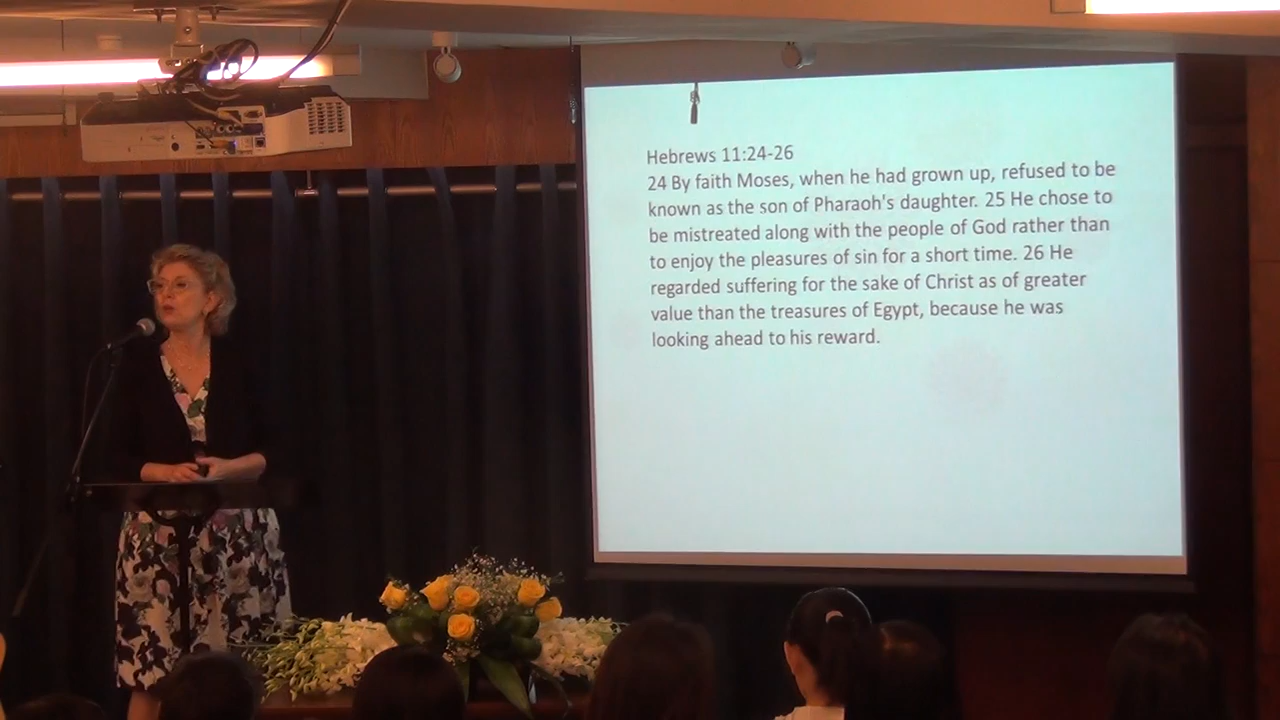 Hebrews 11:24-26
24 By faith Moses, when he had grown up, refused to be
known as the son of Pharaoh's daughter. 25 He chose to
be mistreated along with the people of God rather than
to enjoy the pleasures of sin for a short time. 26 He
regarded suffering for the sake of Christ as of greater
value than the treasures of Egypt, because he was
looking ahead to his reward.